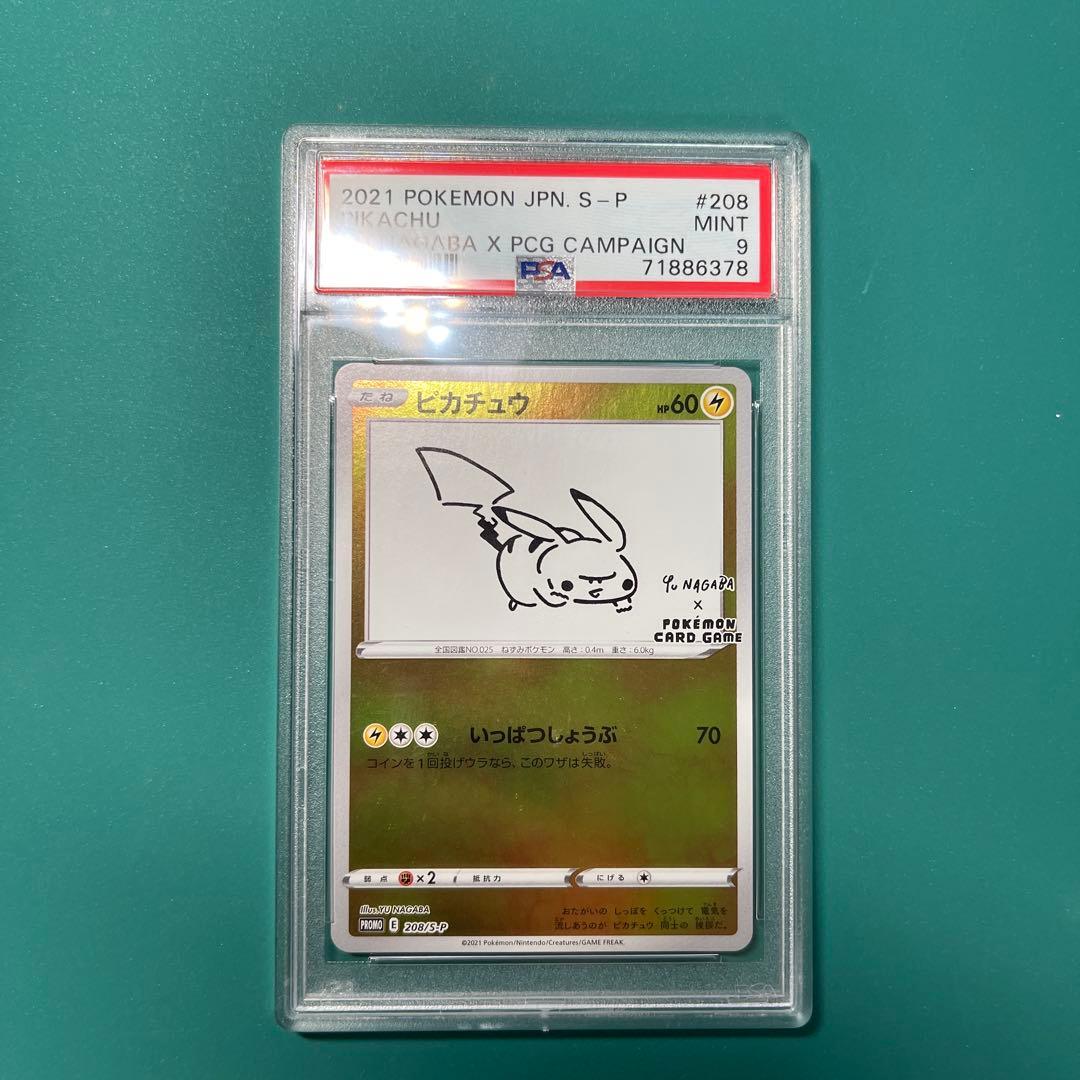 2021 POKEMON JPN. S-P #208
PIKACHU MINT
NAGABA X PCG CAMPAIGN 9
PSA 71886378
たね ピカチュウ HP60
Yu NAGABA
×
POKÉMON
CARD GAME
全国図鑑NO.025 ねずみポケモン 高さ:0.4m 重さ:6.0kg
いっぱつしょうぶ 70
コインを1回投げウラなら、このワザは失敗。
弱点 ×2 抵抗力 にげる
illus. YU NAGABA
PROMO E 208/S-P
おたがいの しっぽを くっつけて 電気を
流しあうのが ピカチュウ 同士の 挨拶だ。
©2021 Pokémon/Nintendo/Creatures/GAME FREAK.